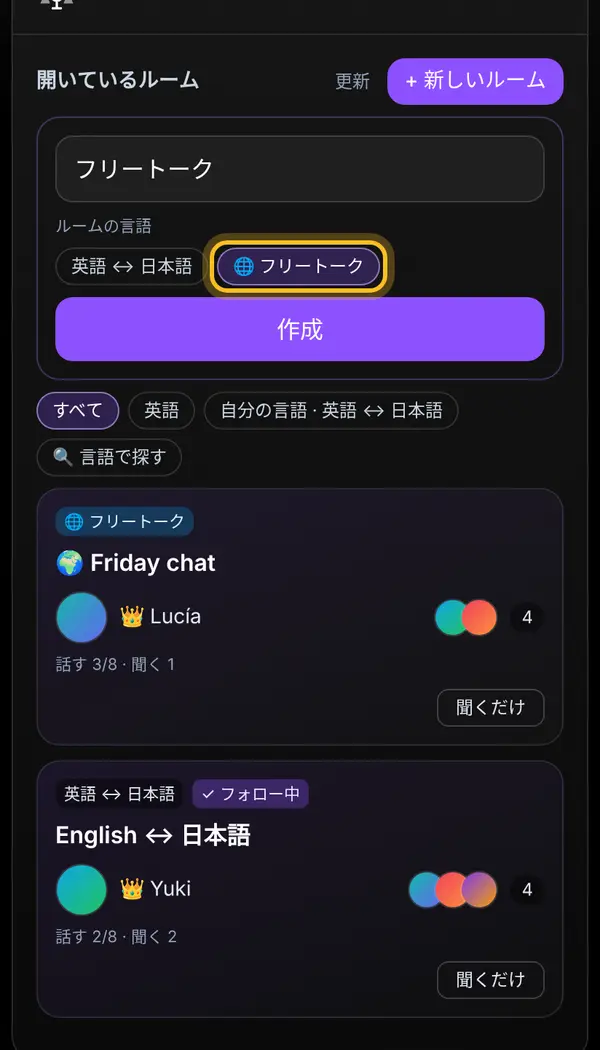 開いているルーム
更新
+ 新しいルーム
フリートーク
ルームの言語
英語 ↔ 日本語
🌐 フリートーク
作成
すべて
英語
自分の言語 · 英語 ↔ 日本語
🔍 言語で探す
🌐 フリートーク
🌍 Friday chat
👑 Lucía
4
話す 3/8 · 聞く 1
聞くだけ
英語 ↔ 日本語
✓ フォロー中
English ↔ 日本語
👑 Yuki
4
話す 2/8 · 聞く 2
聞くだけ